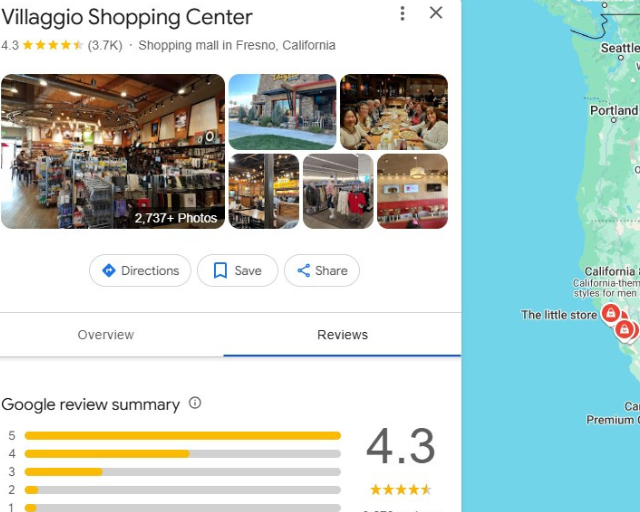 Villaggio Shopping Center
4.3 (3.7K) · Shopping mall in Fresno, California
2,737+ Photos
Directions
Save
Share
Overview
Reviews
Google review summary
5
4
3
2
1
4.3
Seattle
Portland
California
California-them
styles for men
The little store
Ca
Premium